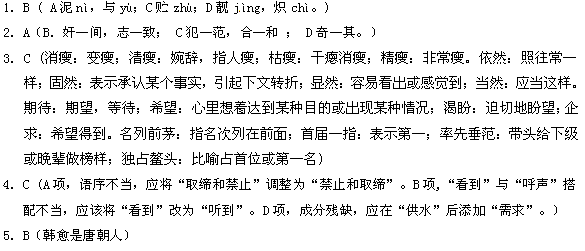 1. B（ A泥nì，与 yù；C贮 zhù；D靓 jìng，炽 chì。）
2. A（B. 奸—间，志—致； C犯—范，合—和 ； D奇—其。）
3. C（消瘦：变瘦；清瘦：婉辞，指人瘦；枯瘦：干瘪消瘦；精瘦：非常瘦。依然：照往常一
样；固然：表示承认某个事实，引起下文转折；显然：容易看出或感觉到；当然：应当这样。
期待：期望，等待；希望：心里想着达到某种目的或出现某种情况；渴盼：迫切地盼望；企
求：希望得到。名列前茅：指名次列在前面；首届一指：表示第一；率先垂范：带头给下级
或晚辈做榜样；独占鳌头：比喻占首位或第一名）
4. C（A项，语序不当，应将“取缔和禁止”调整为“禁止和取缔”。B项，“看到”与“呼声”搭
配不当，应该将“看到”改为“听到”。D项，成分残缺，应在“供水”后添加“需求”。）
5. B（韩愈是唐朝人）